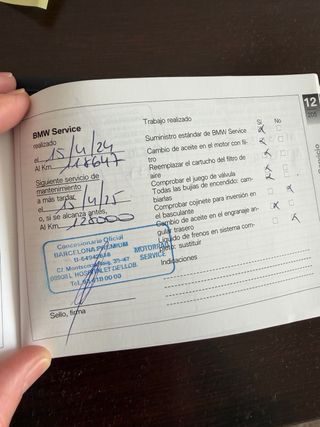 12
205
BMW Service
realizado
el 15/4/24
Al Km. 118647
Siguiente servicio de
mantenimiento
a más tardar
el 15/4/25
o, si se alcanza antes,
Al Km. 128000
Concesionario Oficial
BARCELONA PREMIUM
MOTORRAD
SERVICE
Sello, firma
Trabajo realizado
Sí No
Suministro estándar de BMW Service
Cambio de aceite en el motor con fil-
tro
Reemplazar el cartucho del filtro de
aire
Comprobar el juego de válvula
Todas las bujías de encendido: cam-
biarlas
Comprobar cojinete para inversión en
el basculante
Cambio de aceite en el engranaje an-
gular trasero
Líquido de frenos en sistema com-
pleto: sustituir
Indicaciones